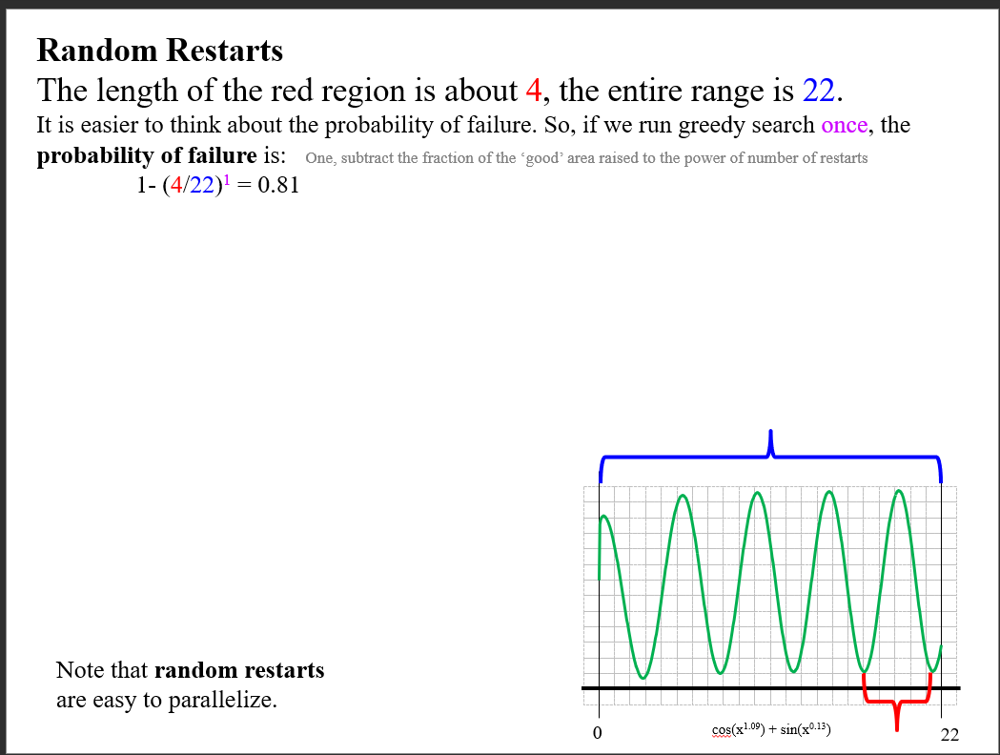 Random Restarts
The length of the red region is about 4, the entire range is 22.
It is easier to think about the probability of failure. So, if we run greedy search once, the
probability of failure is: One, subtract the fraction of the ‘good’ area raised to the power of number of restarts
1- (4/22)¹ = 0.81
Note that random restarts
are easy to parallelize.
0
cos(x¹·⁰⁹) + sin(x⁰·¹³)
22